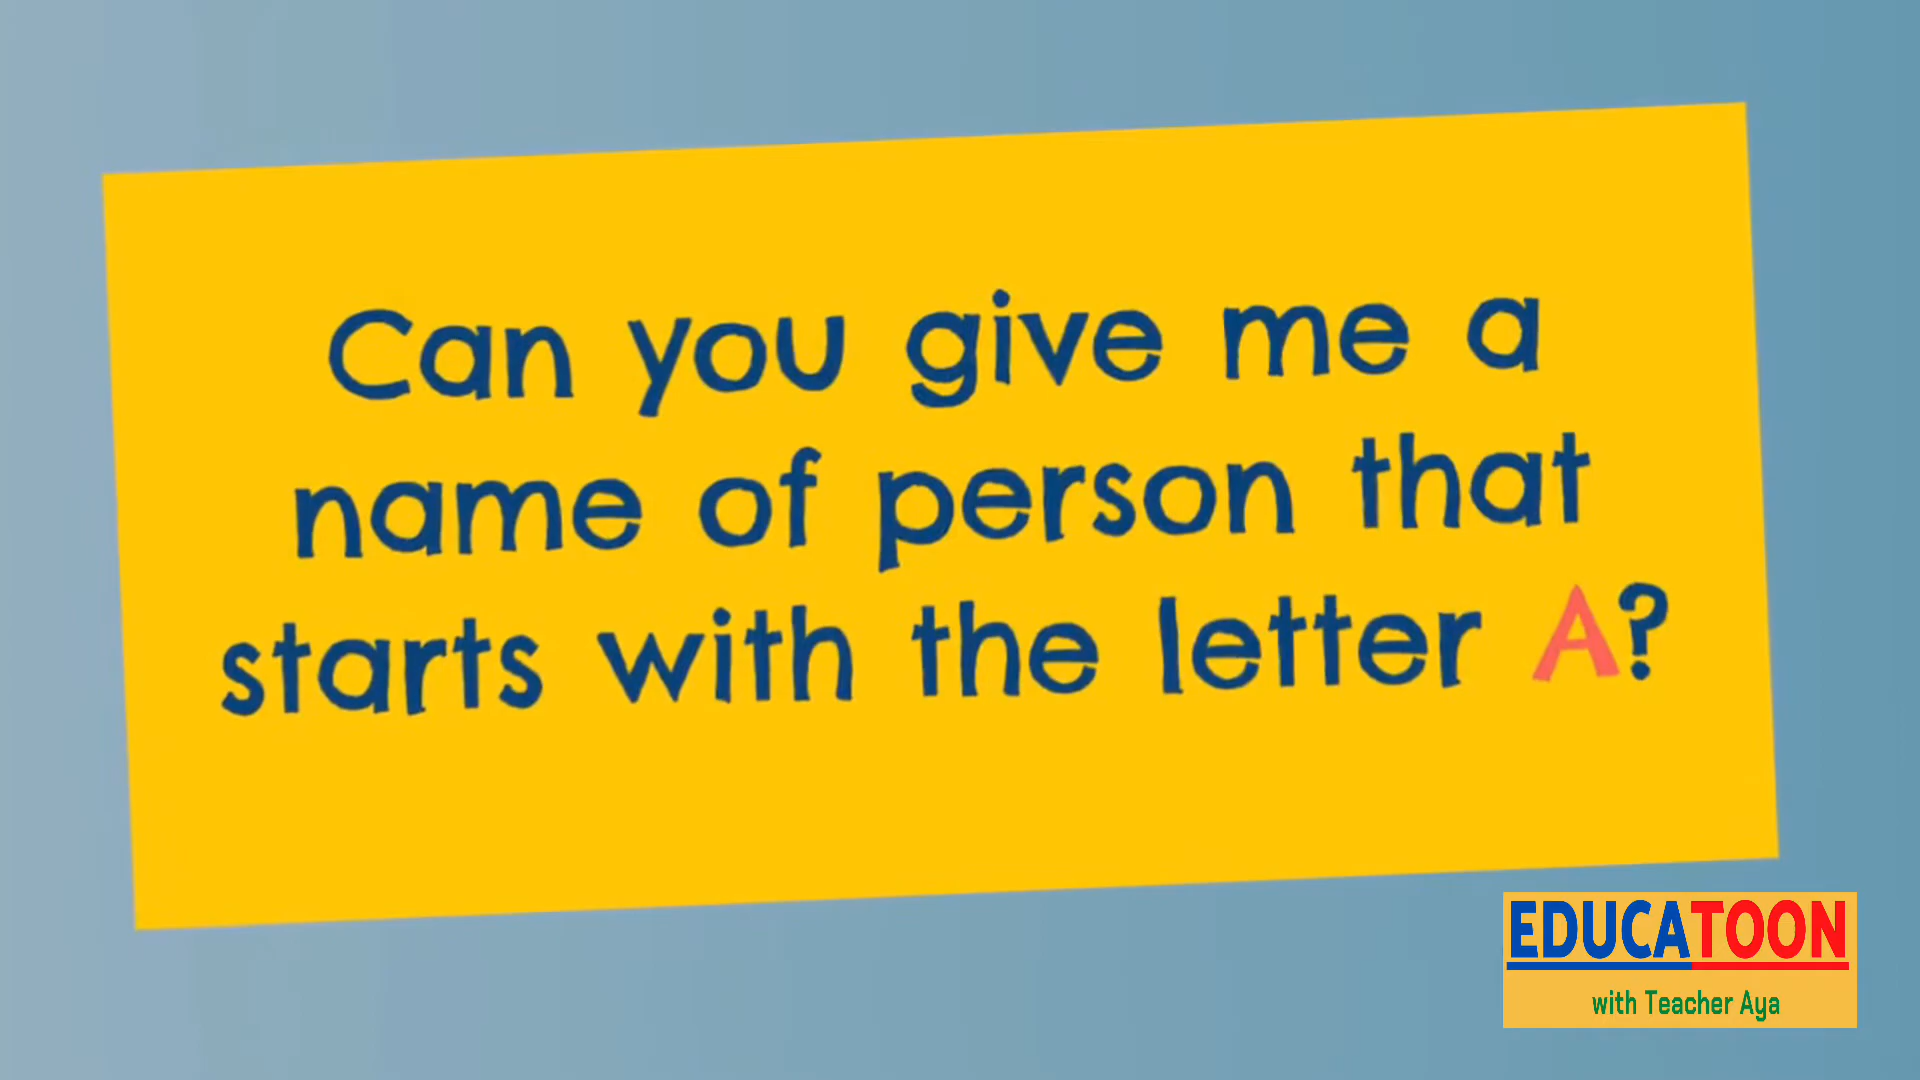 Can you give me a
name of person that
starts with the letter A?
EDUCATOON
with Teacher Aya